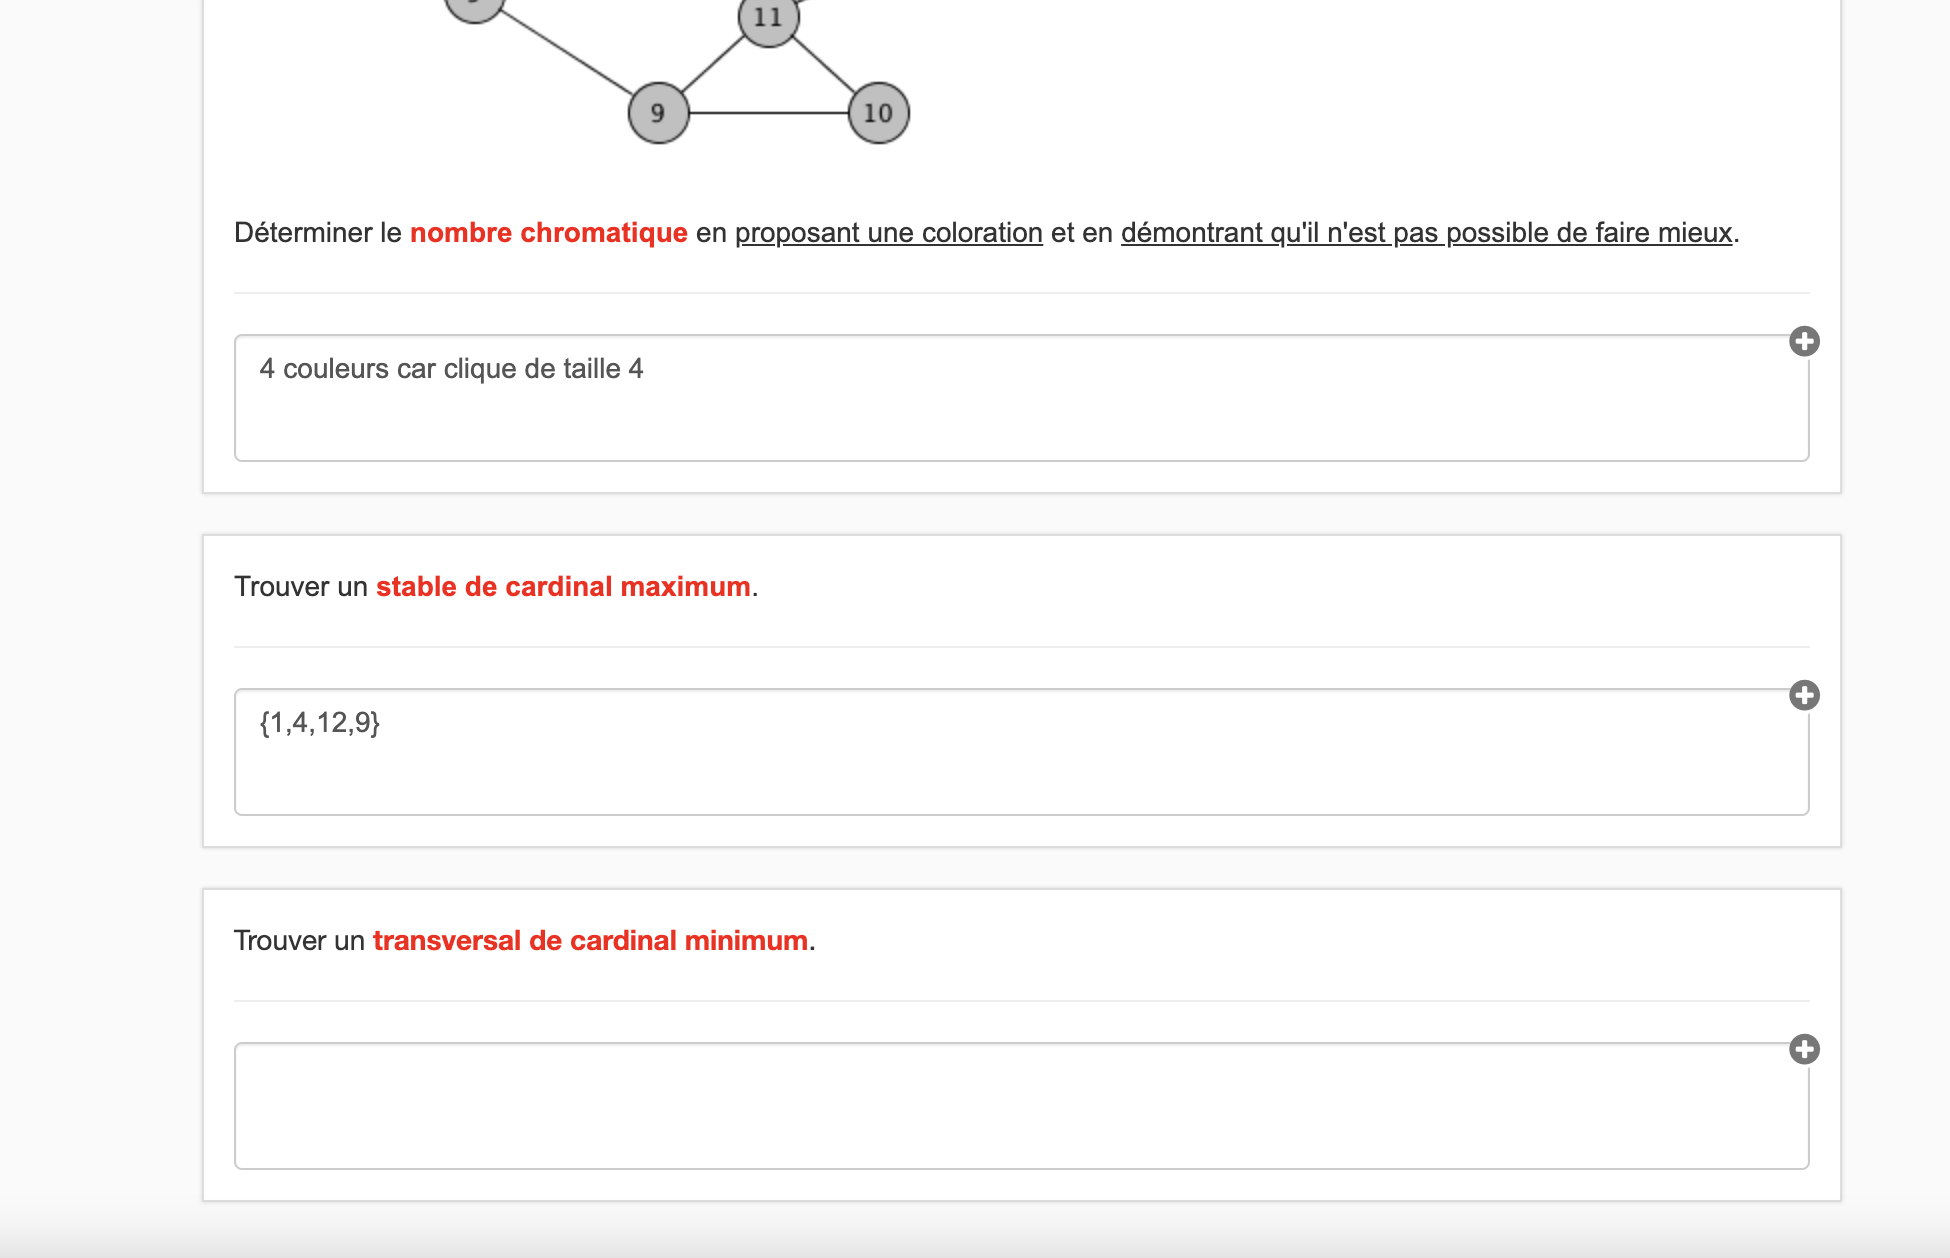 11
9
10
Déterminer le nombre chromatique en proposant une coloration et en démontrant qu'il n'est pas possible de faire mieux.
4 couleurs car clique de taille 4
Trouver un stable de cardinal maximum.
{1,4,12,9}
Trouver un transversal de cardinal minimum.